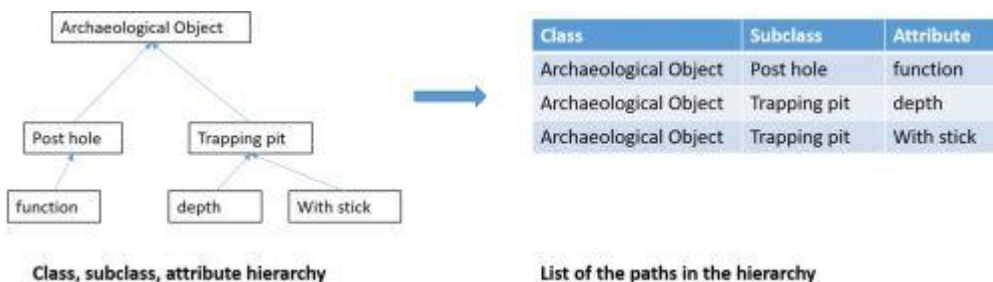 Archaeological Object
Post hole
Trapping pit
function
depth
With stick
Class, subclass, attribute hierarchy
Class Subclass Attribute
Archaeological Object Post hole function
Archaeological Object Trapping pit depth
Archaeological Object Trapping pit With stick
List of the paths in the hierarchy